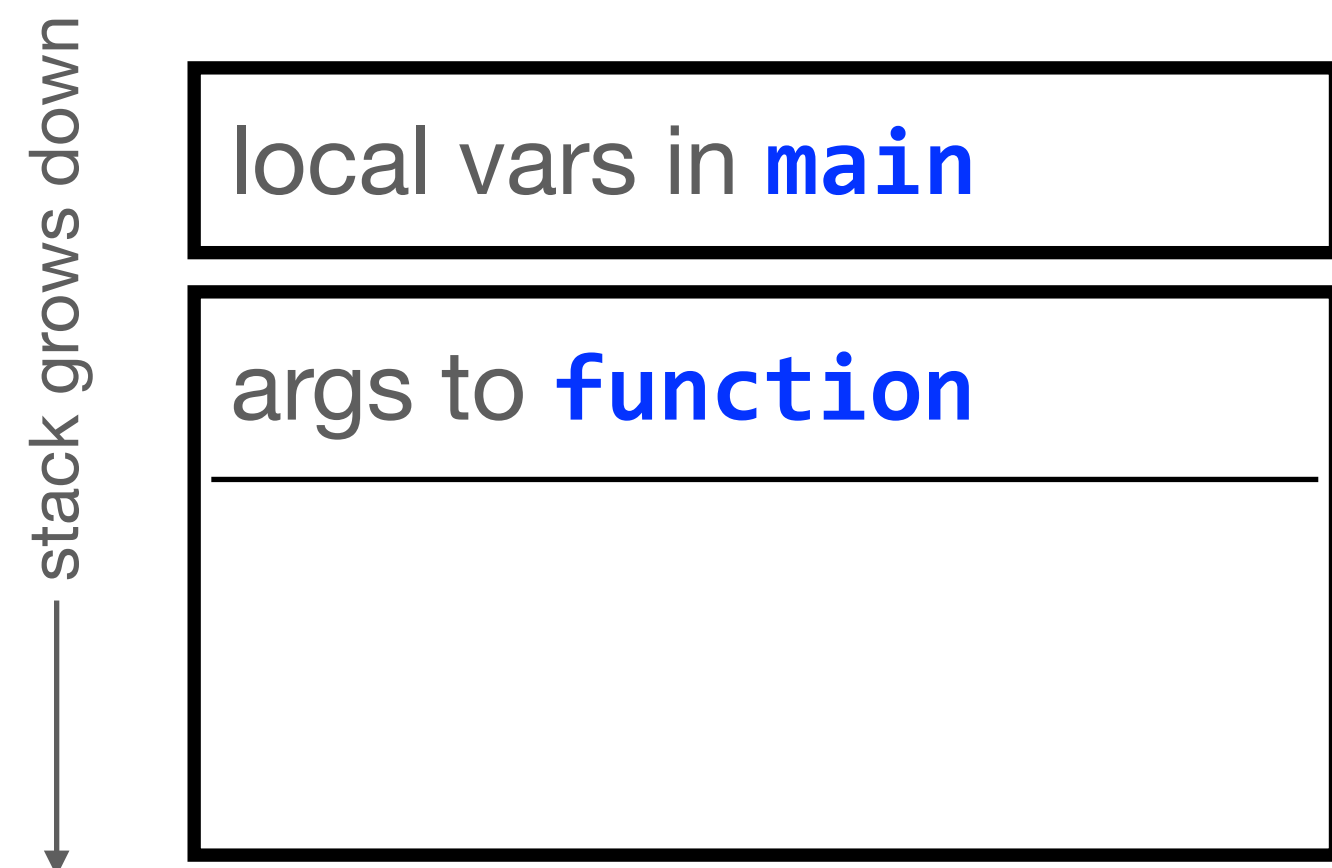 stack grows down
local vars in main
args to function